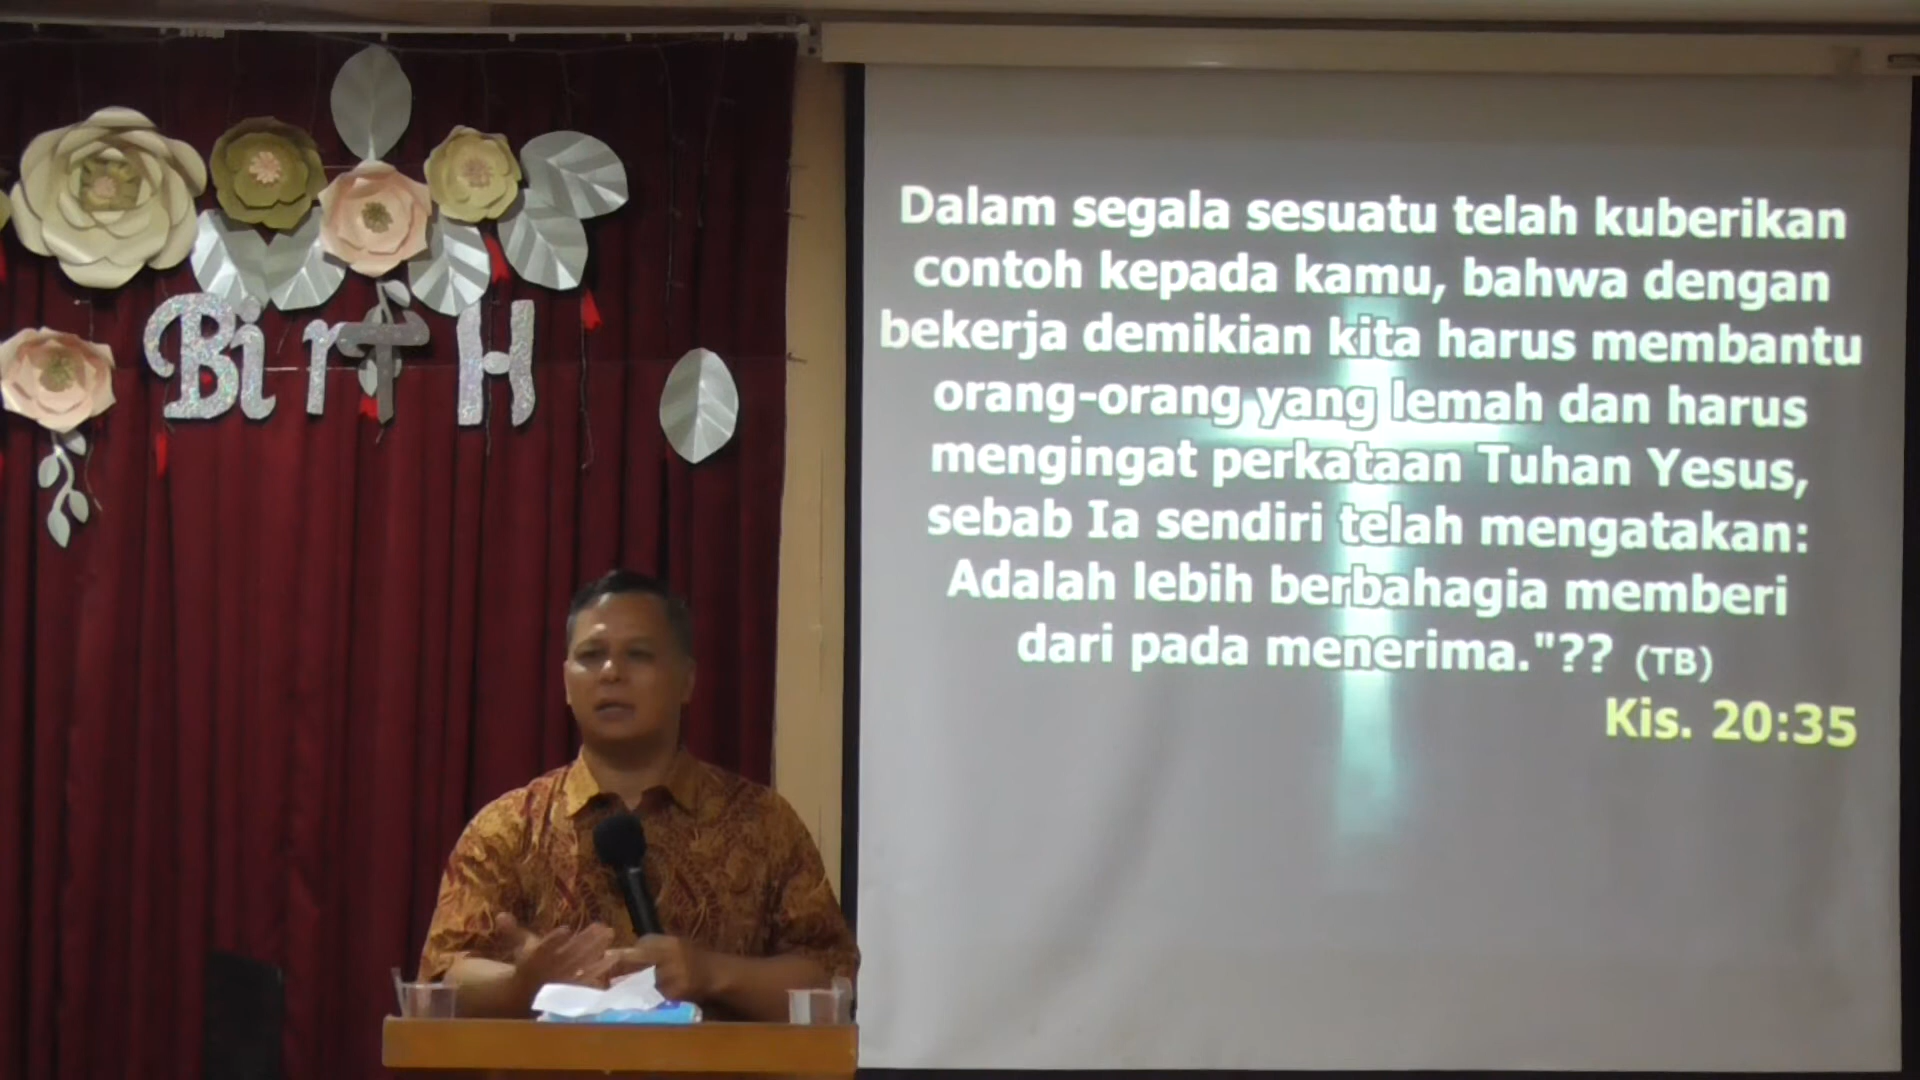 BirTH
Dalam segala sesuatu telah kuberikan
contoh kepada kamu, bahwa dengan
bekerja demikian kita harus membantu
orang-orang yang lemah dan harus
mengingat perkataan Tuhan Yesus,
sebab Ia sendiri telah mengatakan:
Adalah lebih berbahagia memberi
dari pada menerima."?? (TB)
Kis. 20:35